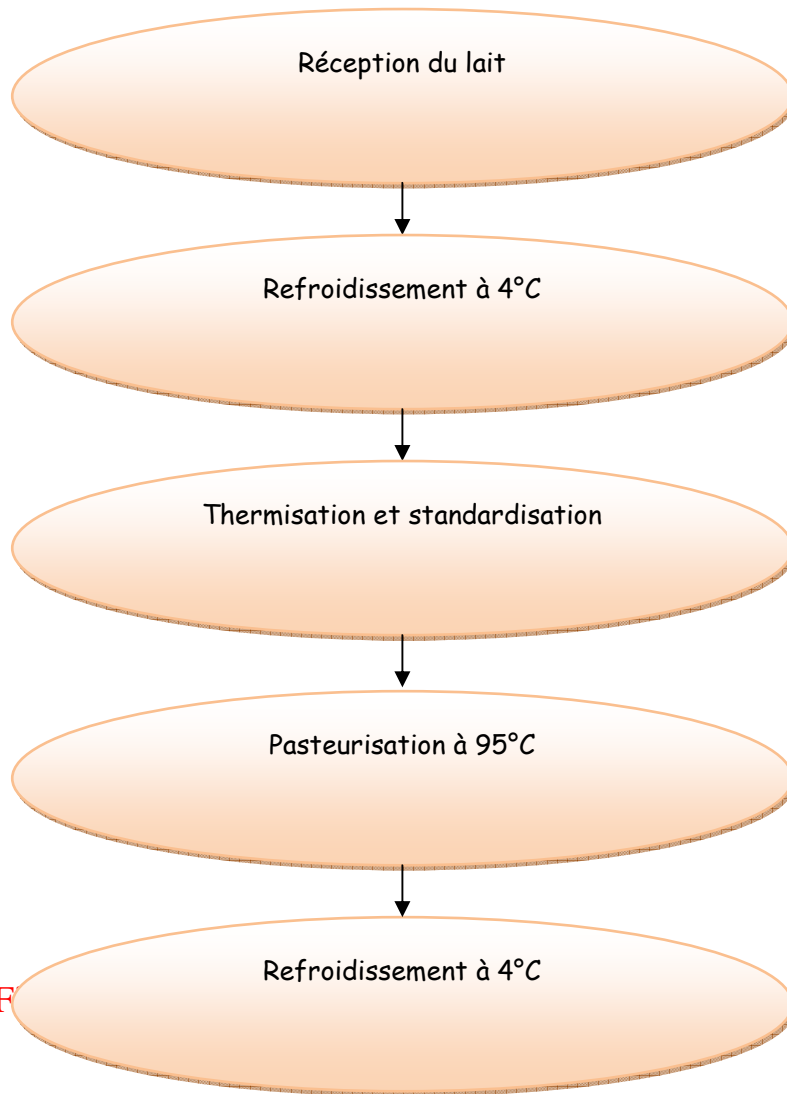 Réception du lait
Refroidissement à 4°C
Thermisation et standardisation
Pasteurisation à 95°C
Refroidissement à 4°C